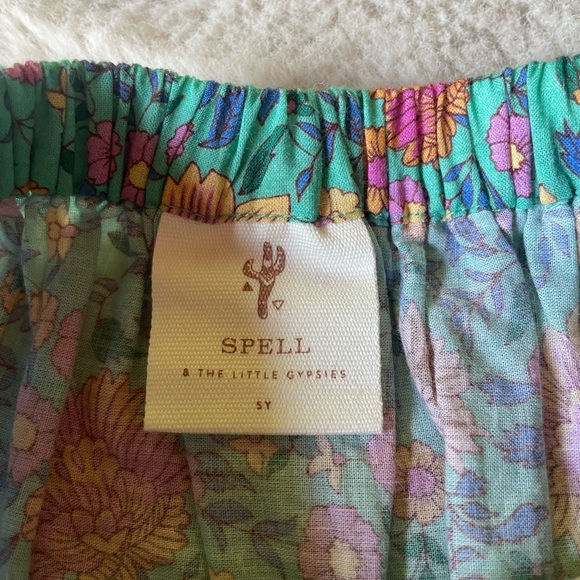 SPELL
& THE LITTLE GYPSIES
5Y